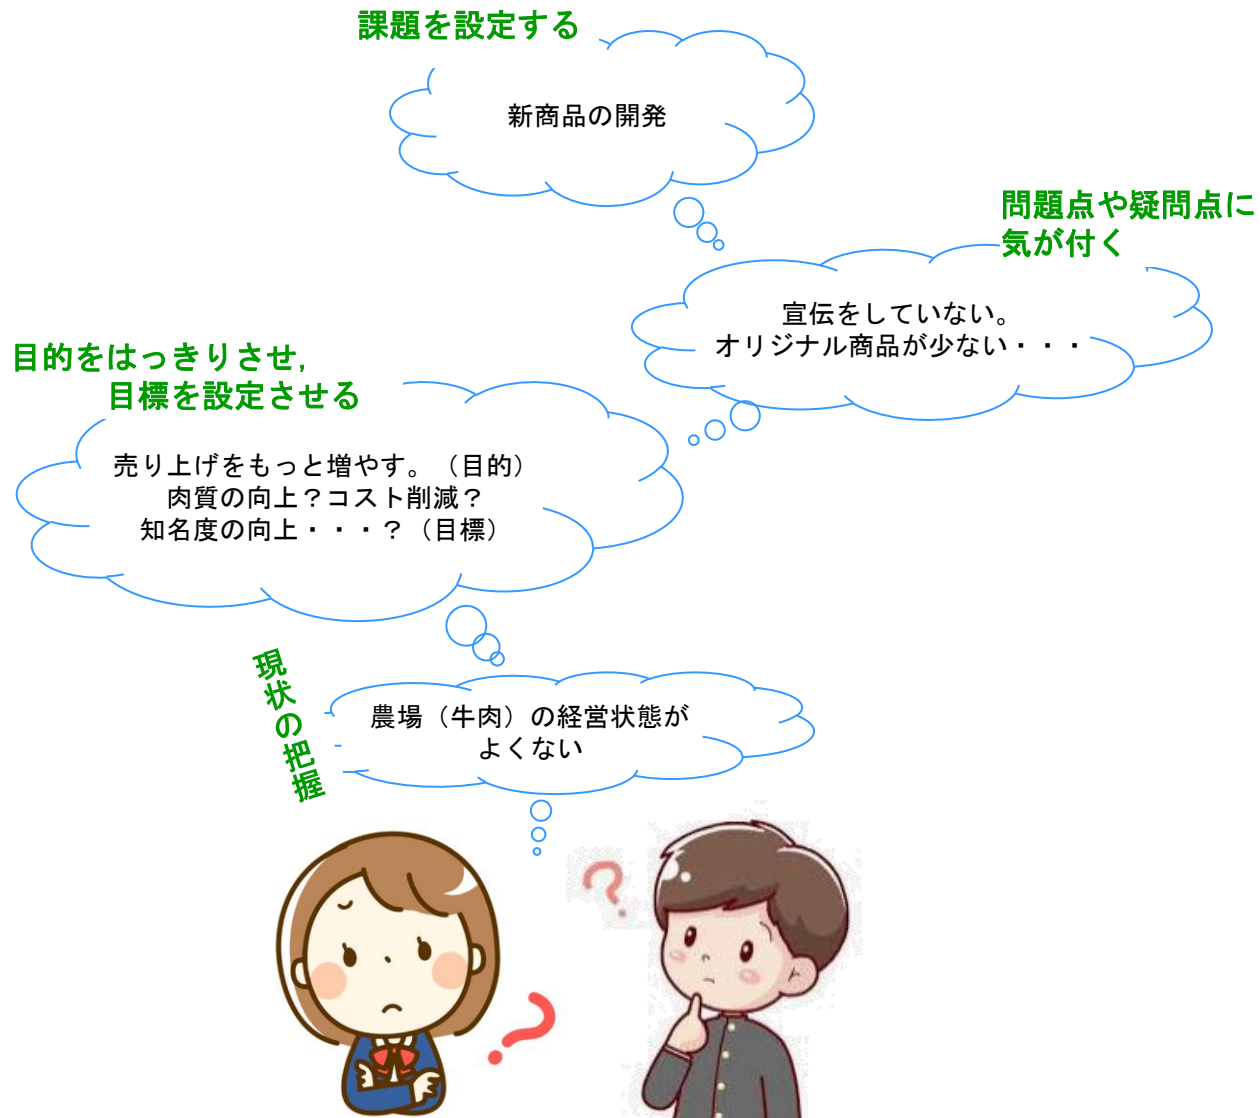 課題を設定する
新商品の開発
問題点や疑問点に
気が付く
宣伝をしていない。
オリジナル商品が少ない・・・
目的をはっきりさせ，
目標を設定させる
売り上げをもっと増やす。（目的）
肉質の向上？コスト削減？
知名度の向上・・・？（目標）
現状の把握
農場（牛肉）の経営状態が
よくない
？
？